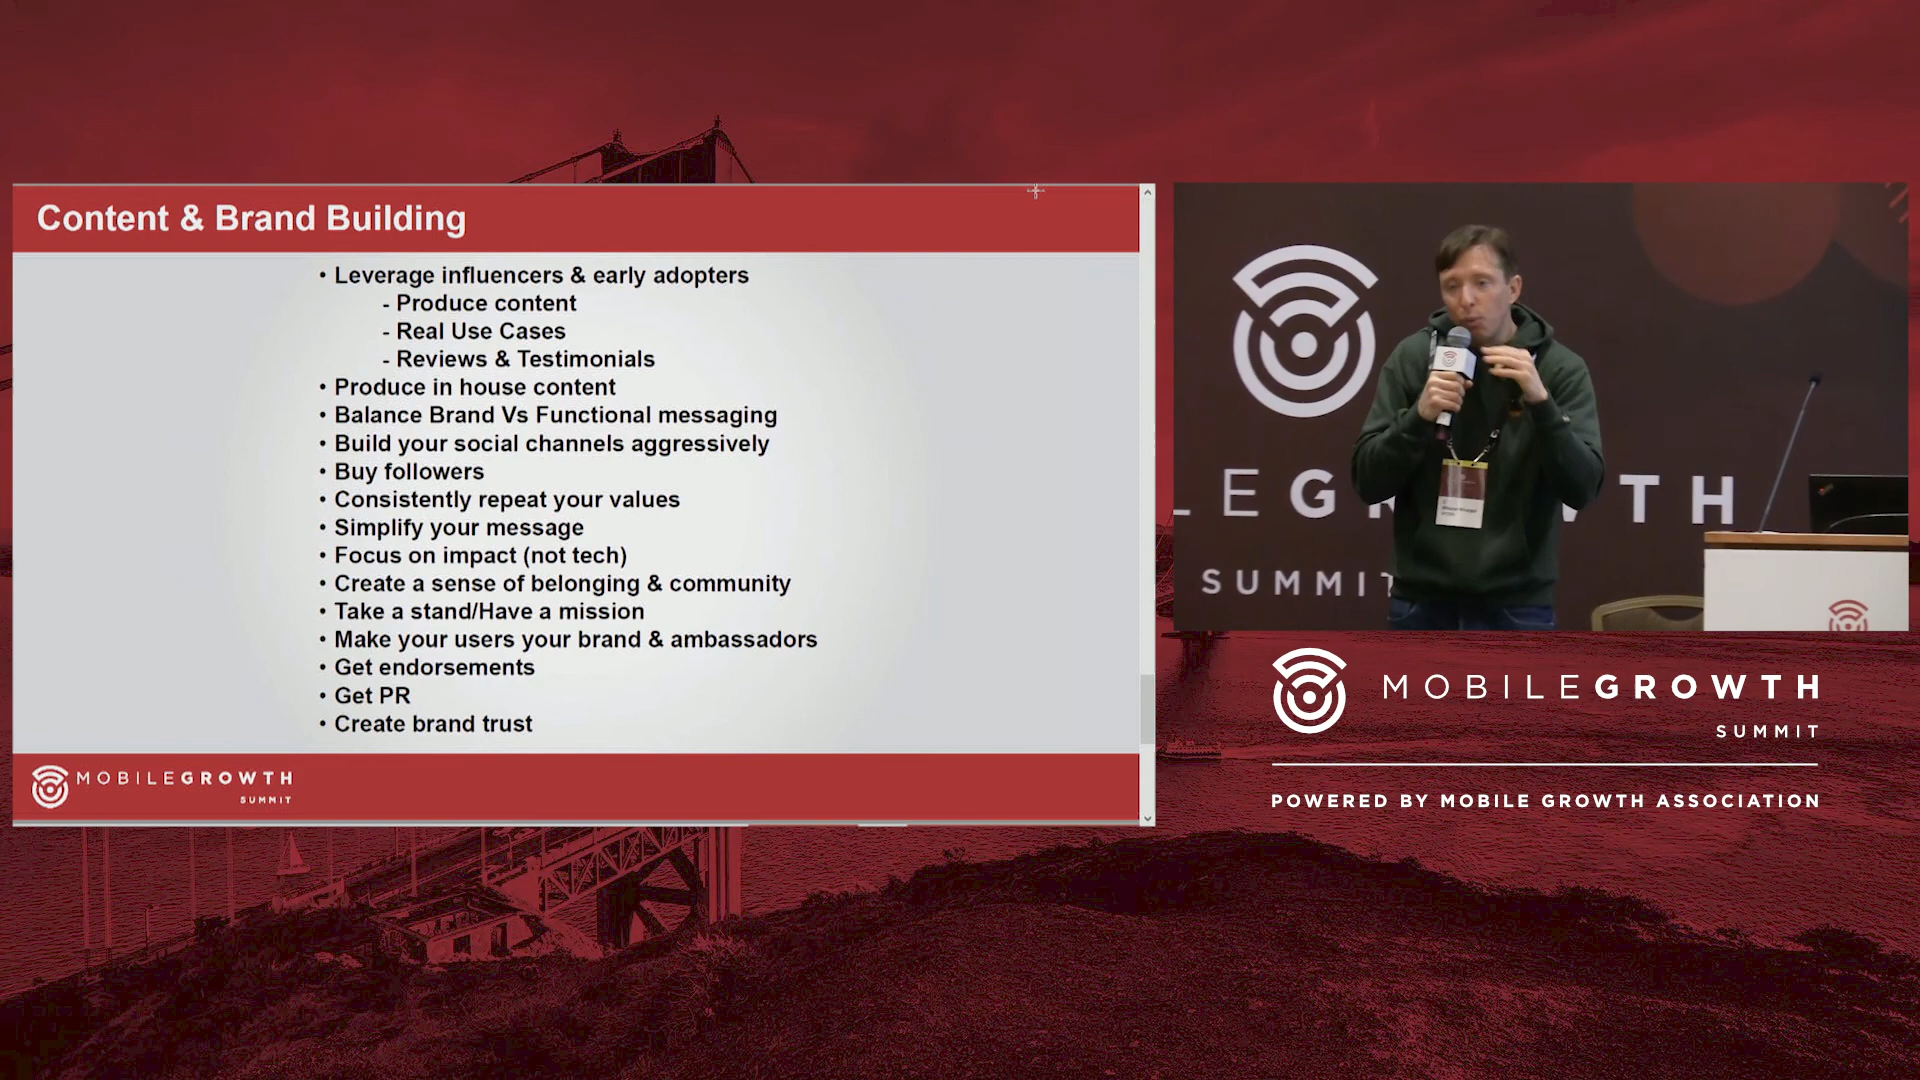 Content & Brand Building
• Leverage influencers & early adopters
- Produce content
- Real Use Cases
- Reviews & Testimonials
• Produce in house content
• Balance Brand Vs Functional messaging
• Build your social channels aggressively
• Buy followers
• Consistently repeat your values
• Simplify your message
• Focus on impact (not tech)
• Create a sense of belonging & community
• Take a stand/Have a mission
• Make your users your brand & ambassadors
• Get endorsements
• Get PR
• Create brand trust
MOBILEGROWTH
SUMMIT
LEGR WTH
SUMMIT
MOBILEGROWTH
SUMMIT
POWERED BY MOBILE GROWTH ASSOCIATION